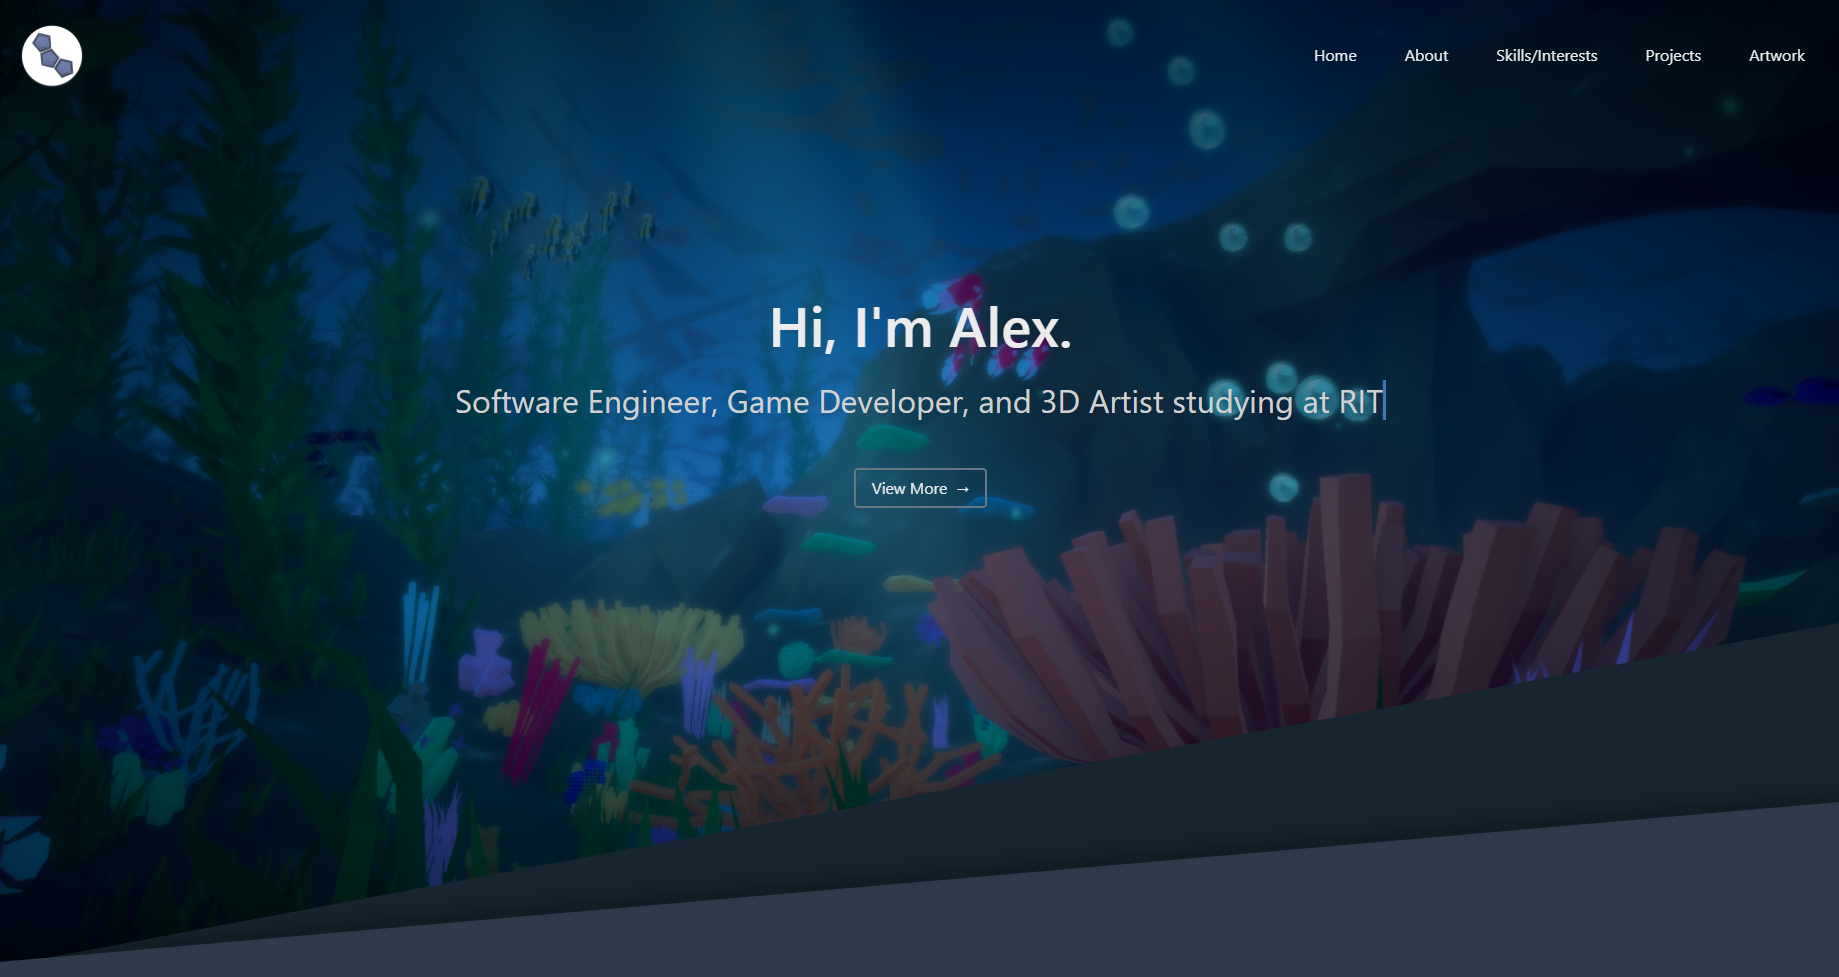 Home About Skills/Interests Projects Artwork
Hi, I'm Alex.
Software Engineer, Game Developer, and 3D Artist studying at RIT
View More →